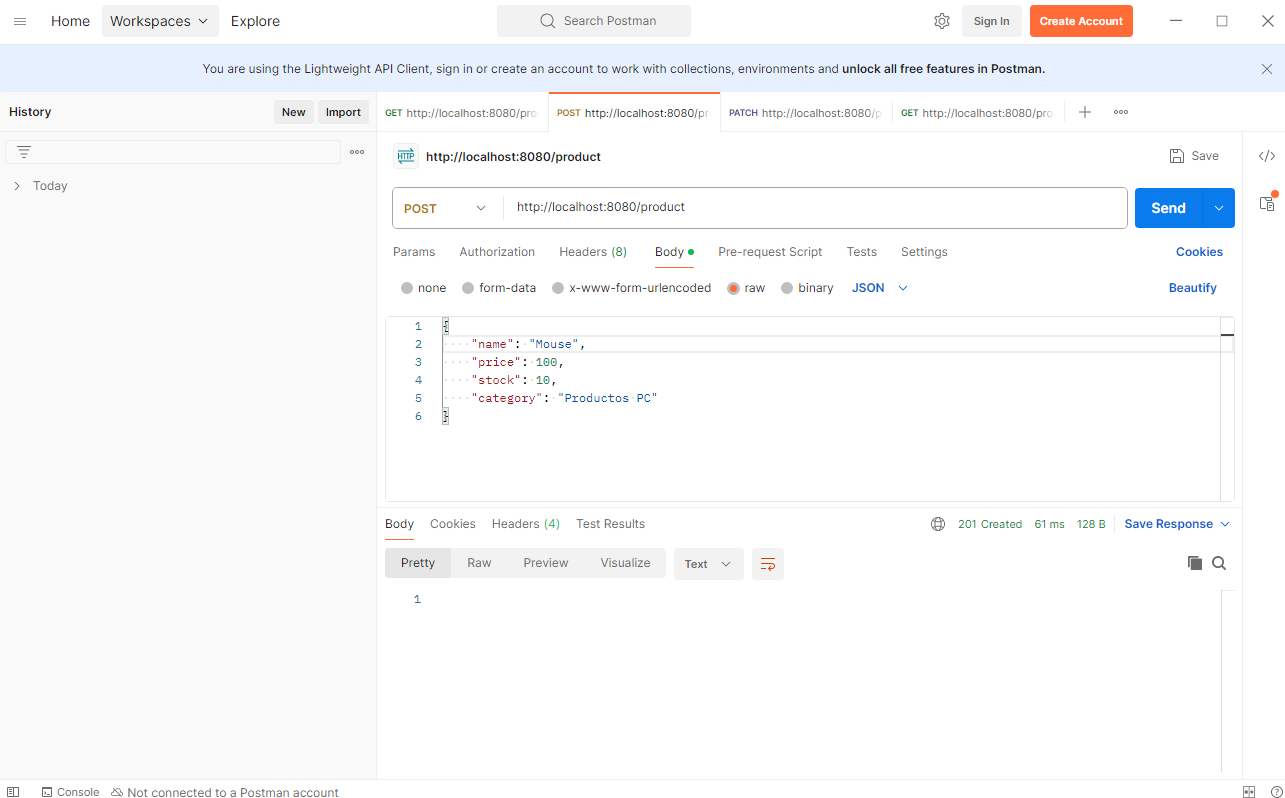 Home Workspaces Explore Search Postman Sign In Create Account
You are using the Lightweight API Client, sign in or create an account to work with collections, environments and unlock all free features in Postman.
History New Import GET http://localhost:8080/pro POST http://localhost:8080/pr PATCH http://localhost:8080/p GET http://localhost:8080/pro
HTTP http://localhost:8080/product Save
Today
POST http://localhost:8080/product Send
Params Authorization Headers (8) Body Pre-request Script Tests Settings Cookies
none form-data x-www-form-urlencoded raw binary JSON Beautify
1 {
2 "name": "Mouse",
3 "price": 100,
4 "stock": 10,
5 "category": "Productos PC"
6 }
Body Cookies Headers (4) Test Results 201 Created 61 ms 128 B Save Response
Pretty Raw Preview Visualize Text
1
Console Not connected to a Postman account